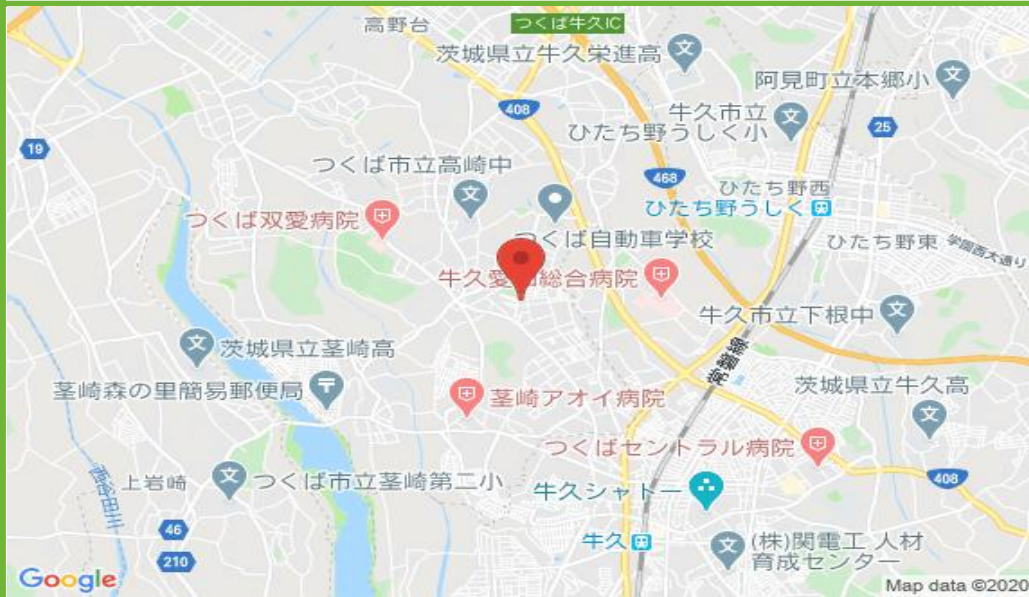 高野台
つくば牛久IC
茨城県立牛久栄進高
阿見町立本郷小
408
牛久市立
ひたち野うしく小
25
19
つくば市立高崎中
468
ひたち野西
ひたち野うしく
つくば双愛病院
つくば自動車学校
ひたち野東
学園西大通り
牛久愛和総合病院
牛久市立下根中
茨城県立茎崎高
常磐線
茎崎森の里簡易郵便局
茎崎アオイ病院
茨城県立牛久高
つくばセントラル病院
上岩崎
つくば市立茎崎第二小
牛久シャトー
408
西谷田川
46
牛久
(株)関電工 人材
育成センター
210
Google
Map data ©2020